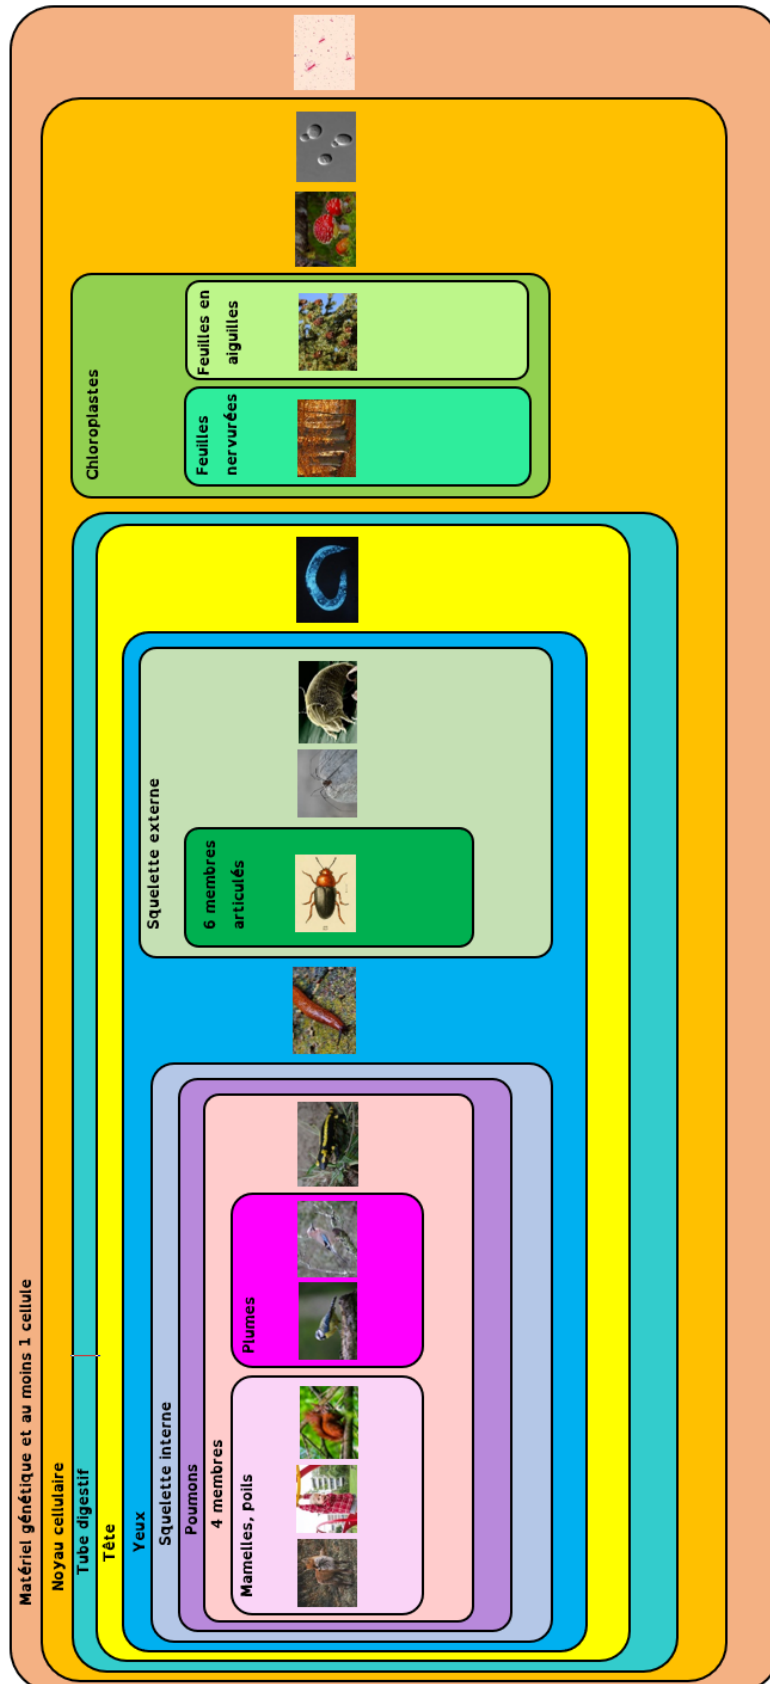 Matériel génétique et au moins 1 cellule
Noyau cellulaire
Tube digestif
Tête
Yeux
Squelette interne
Poumons
4 membres
Mamelles, poils
Plumes
Squelette externe
6 membres
articulés
Chloroplastes
Feuilles
nervurées
Feuilles en
aiguilles